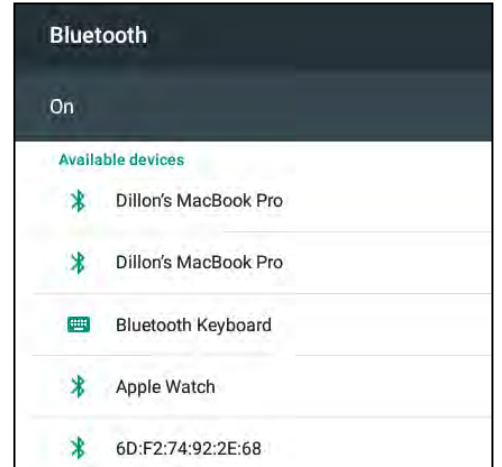 Bluetooth
On
Available devices
Dillon's MacBook Pro
Dillon's MacBook Pro
Bluetooth Keyboard
Apple Watch
6D:F2:74:92:2E:68